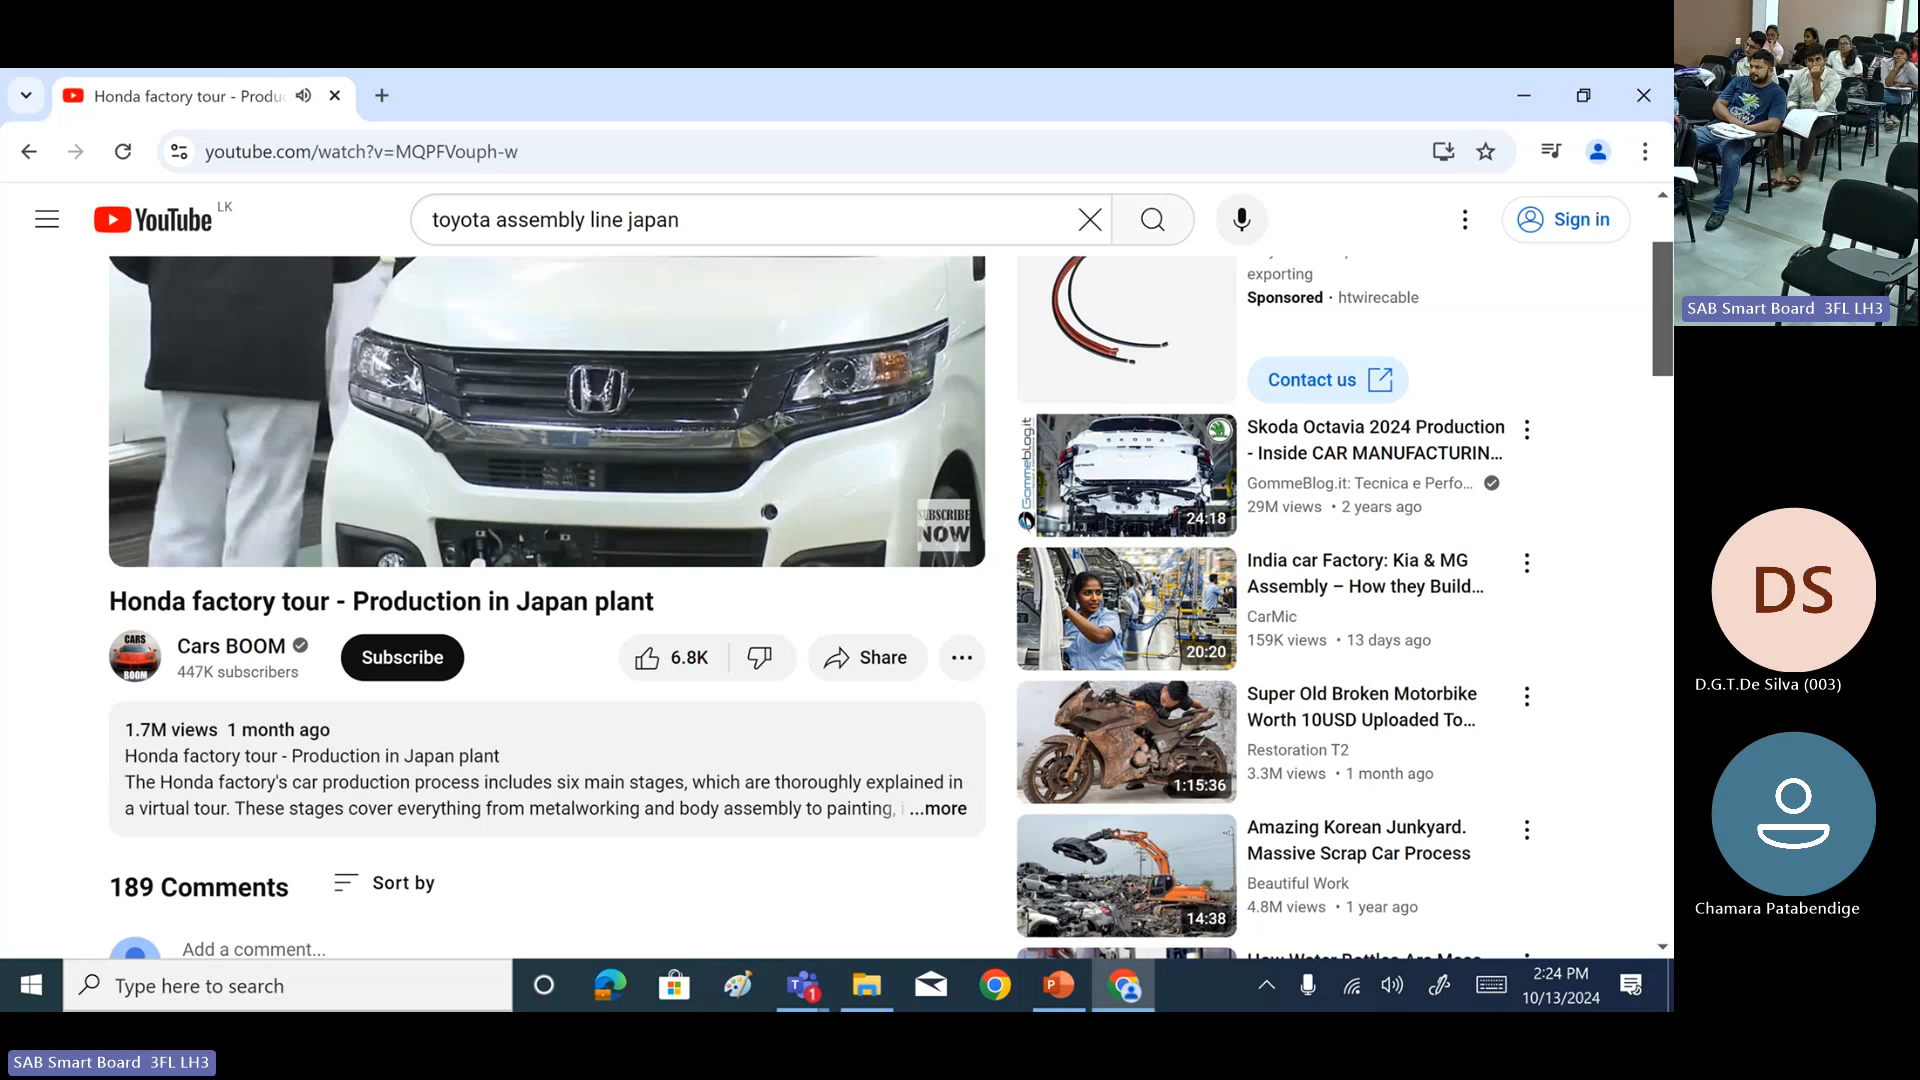 Honda factory tour - Produc
youtube.com/watch?v=MQPFVouph-w
YouTube LK
toyota assembly line japan
Sign in
SUBSCRIBE
NOW
Honda factory tour - Production in Japan plant
CARS
BOOM
Cars BOOM
447K subscribers
Subscribe
6.8K
Share
1.7M views 1 month ago
Honda factory tour - Production in Japan plant
The Honda factory's car production process includes six main stages, which are thoroughly explained in
a virtual tour. These stages cover everything from metalworking and body assembly to painting, i ...more
189 Comments
Sort by
Add a comment...
exporting
Sponsored • htwirecable
Contact us
Gommeblog.it
SKODA
24:18
Skoda Octavia 2024 Production
- Inside CAR MANUFACTURIN...
GommeBlog.it: Tecnica e Perfo...
29M views • 2 years ago
20:20
India car Factory: Kia & MG
Assembly – How they Build...
CarMic
159K views • 13 days ago
1:15:36
Super Old Broken Motorbike
Worth 10USD Uploaded To...
Restoration T2
3.3M views • 1 month ago
14:38
Amazing Korean Junkyard.
Massive Scrap Car Process
Beautiful Work
4.8M views • 1 year ago
Type here to search
1
2:24 PM
10/13/2024
SAB Smart Board 3FL LH3
SAB Smart Board 3FL LH3
DS
D.G.T.De Silva (003)
Chamara Patabendige